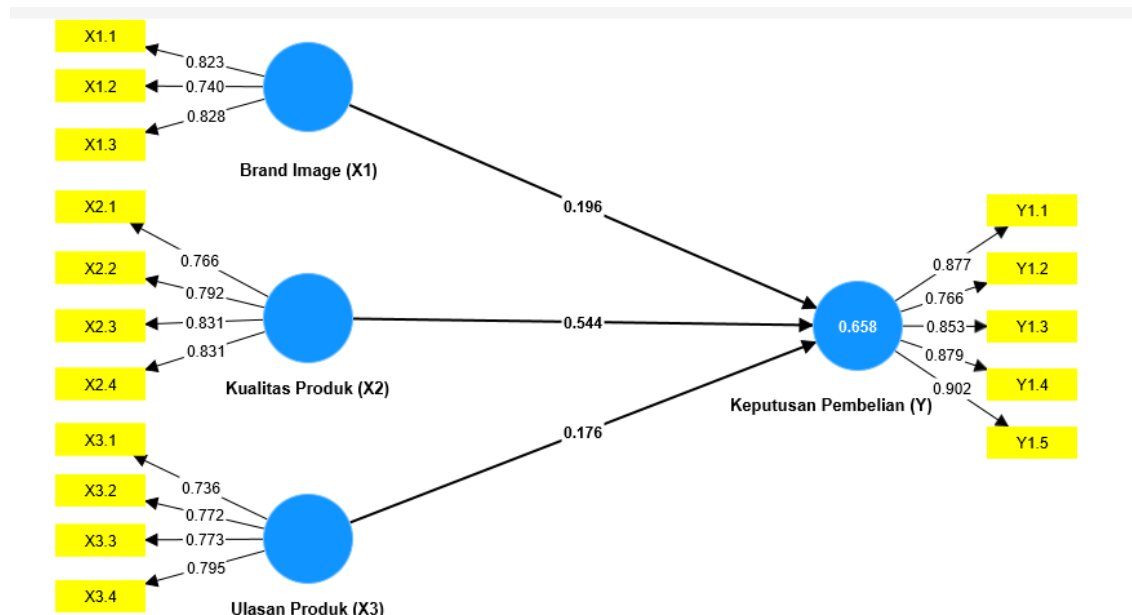 X1.1
0.823
X1.2
0.740
0.828
X1.3
Brand Image (X1)
X2.1
0.766
X2.2
0.792
X2.3
0.831
0.831
X2.4
Kualitas Produk (X2)
X3.1
0.736
X3.2
0.772
X3.3
0.773
0.795
X3.4
Ulasan Produk (X3)
0.196
0.544
0.176
0.658
Keputusan Pembelian (Y)
Y1.1
0.877
Y1.2
0.766
Y1.3
0.853
0.879
Y1.4
0.902
Y1.5